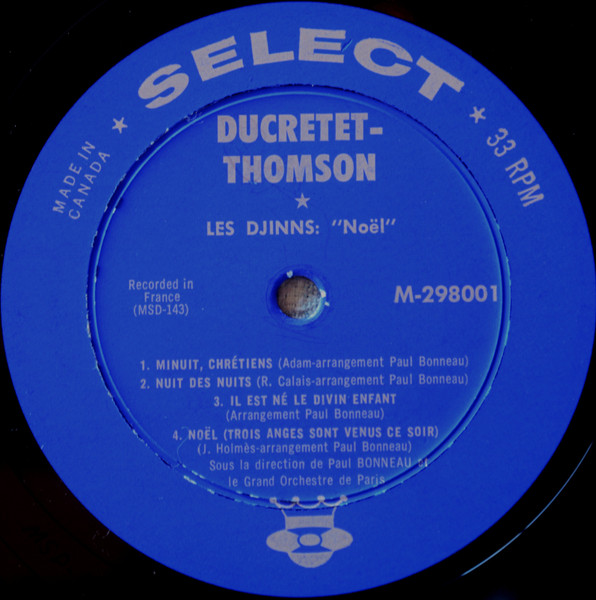 SELECT
MADE IN
CANADA
33 RPM
DUCRETET-
THOMSON
LES DJINNS: "Noël"
Recorded in
France
(MSD-143)
M-298001
1. MINUIT, CHRÉTIENS (Adam-arrangement Paul Bonneau)
2. NUIT DES NUITS (R. Calais-arrangement Paul Bonneau)
3. IL EST NÉ LE DIVIN ENFANT
(Arrangement Paul Bonneau)
4. NOËL (TROIS ANGES SONT VENUS CE SOIR)
(J. Holmès-arrangement Paul Bonneau)
Sous la direction de Paul BONNEAU et
le Grand Orchestre de Paris